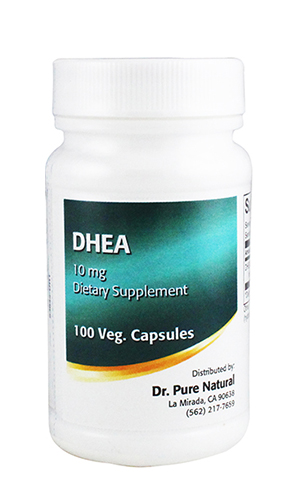 DHEA
10 mg
Dietary Supplement
100 Veg. Capsules
Distributed by:
Dr. Pure Natural
La Mirada, CA 90638
(562) 217-7659